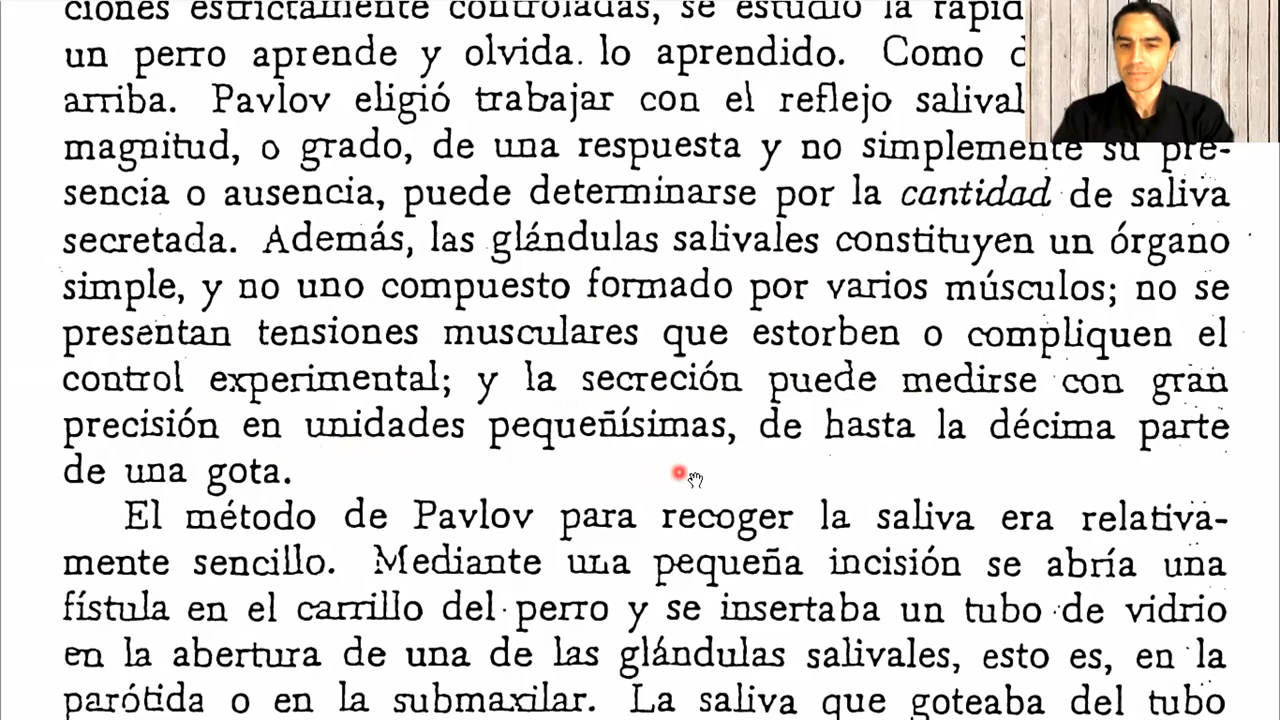 ciones estrictamente controladas, se estudió la
un perro aprende y olvida lo aprendido. Como
arriba. Pavlov eligió trabajar con el reflejo salival
magnitud, o grado, de una respuesta y no simplemente su pre-
sencia o ausencia, puede determinarse por la cantidad de saliva
secretada. Además, las glándulas salivales constituyen un órgano
simple, y no uno compuesto formado por varios músculos; no se
presentan tensiones musculares que estorben o compliquen el
control experimental; y la secreción puede medirse con gran
precisión en unidades pequeñísimas, de hasta la décima parte
de una gota.
El método de Pavlov para recoger la saliva era relativa-
mente sencillo. Mediante una pequeña incisión se abría una
fístula en el carrillo del perro y se insertaba un tubo de vidrio
en la abertura de una de las glándulas salivales, esto es, en la
parótida o en la submaxilar. La saliva que goteaba del tubo